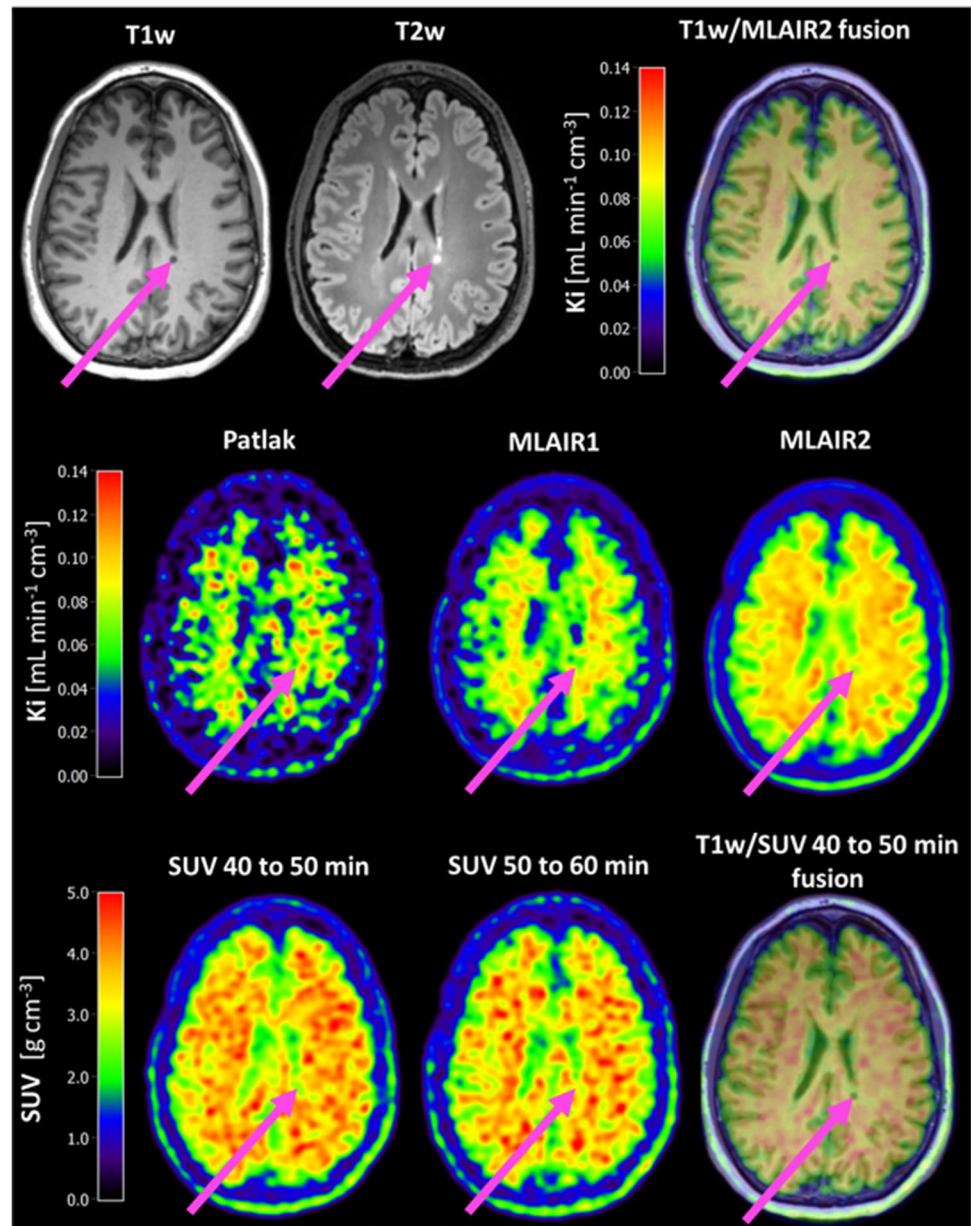 T1w
T2w
T1w/MLAIR2 fusion
0.14
0.12
0.10
0.08
0.06
0.04
0.02
0.00
Ki [mL min⁻¹ cm⁻³]
Patlak
MLAIR1
MLAIR2
0.14
0.12
0.10
0.08
0.06
0.04
0.02
0.00
Ki [mL min⁻¹ cm⁻³]
SUV 40 to 50 min
SUV 50 to 60 min
T1w/SUV 40 to 50 min
fusion
5.0
4.0
3.0
2.0
1.0
0.0
SUV [g cm⁻³]